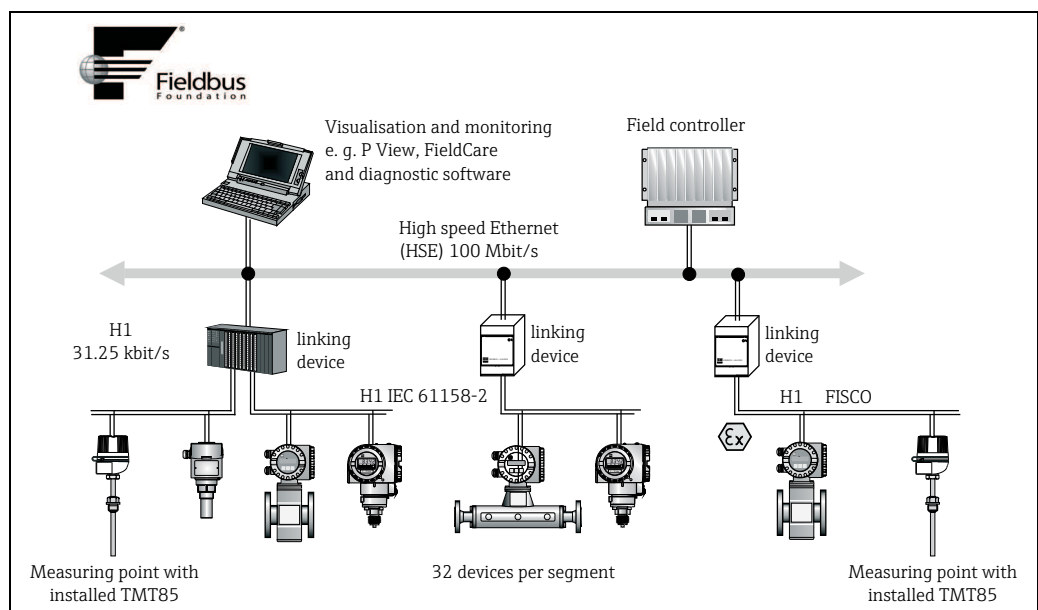 Fieldbus
Foundation
Visualisation and monitoring
e. g. P View, FieldCare
and diagnostic software
Field controller
High speed Ethernet
(HSE) 100 Mbit/s
H1
31.25 kbit/s
linking
device
linking
device
linking
device
H1 IEC 61158-2
H1 FISCO
Ex
Measuring point with
installed TMT85
32 devices per segment
Measuring point with
installed TMT85